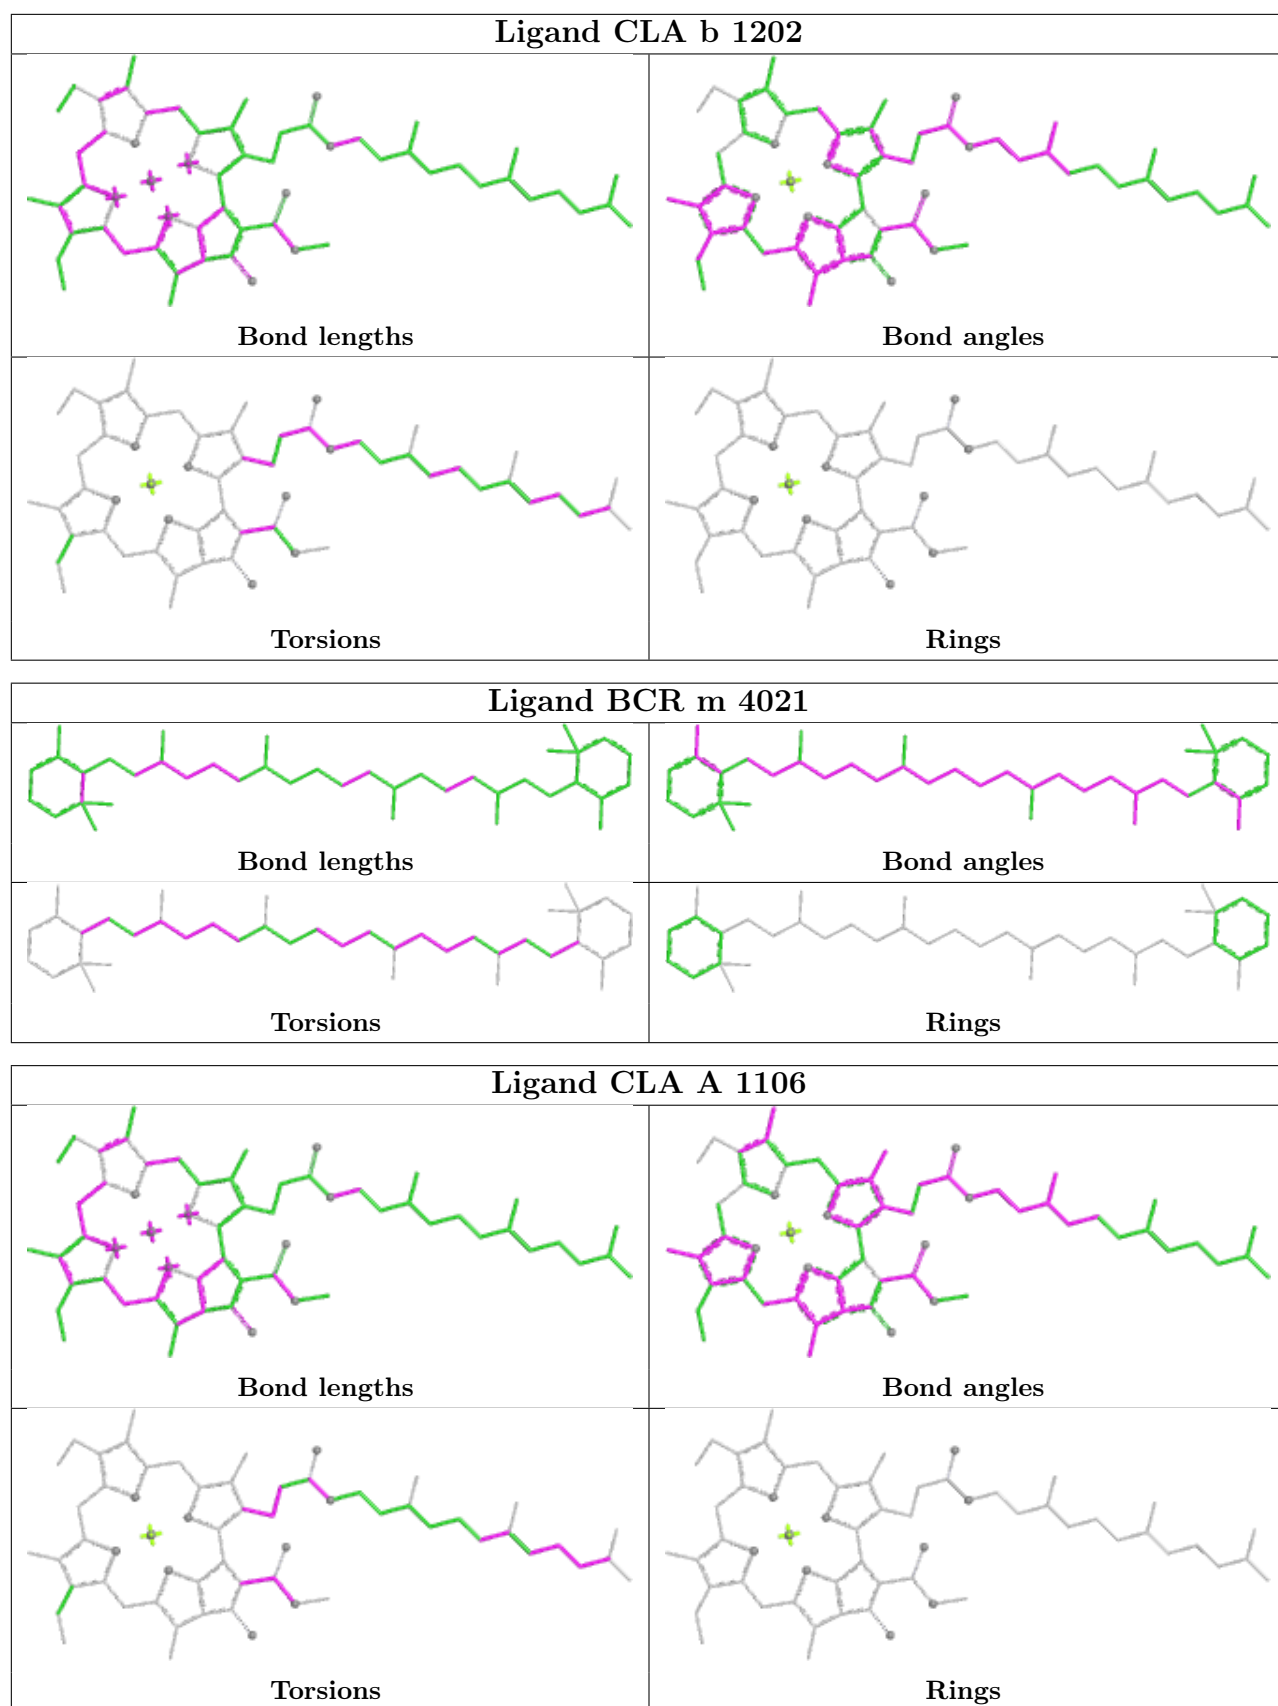 Ligand CLA b 1202
Bond lengths
Bond angles
Torsions
Rings
Ligand BCR m 4021
Bond lengths
Bond angles
Torsions
Rings
Ligand CLA A 1106
Bond lengths
Bond angles
Torsions
Rings